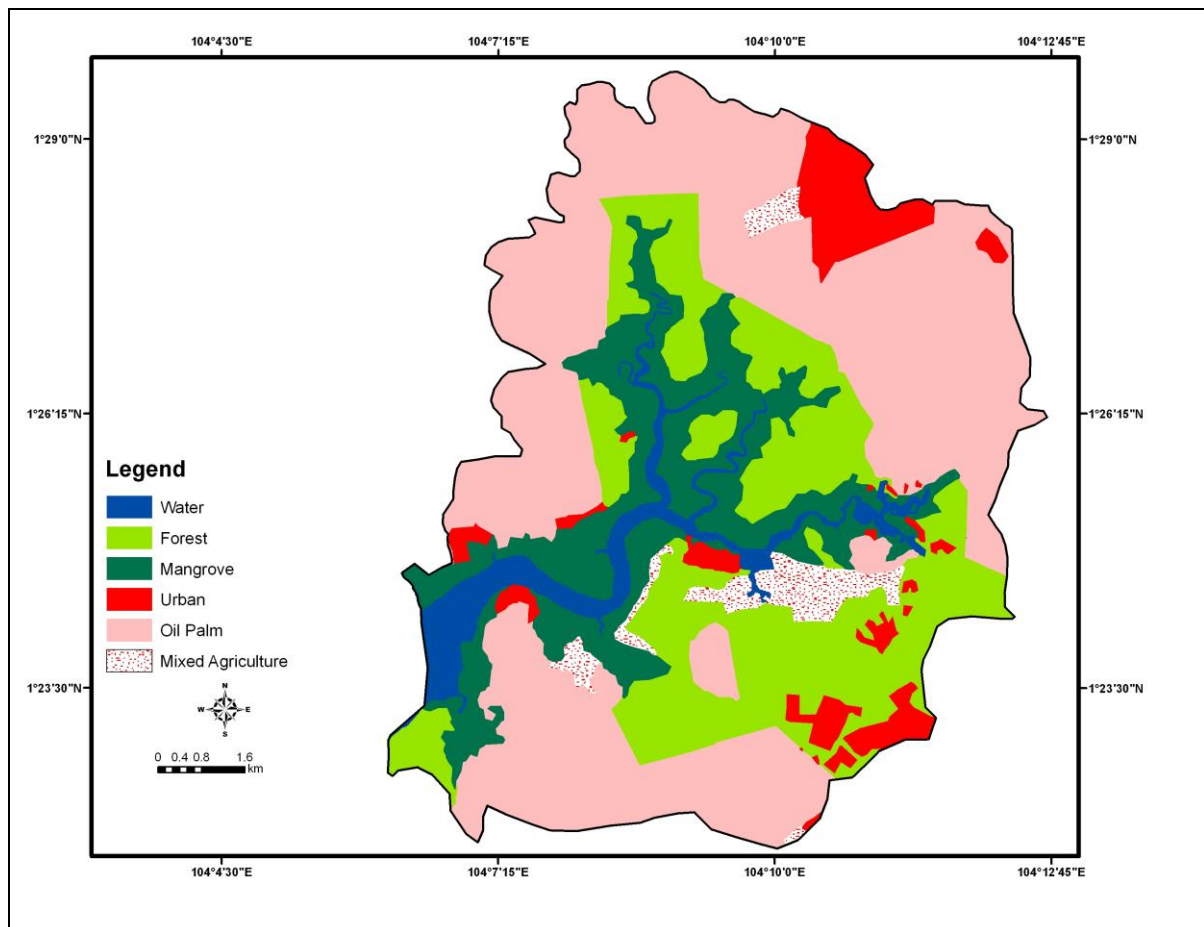 104°4'30"E 104°7'15"E 104°10'0"E 104°12'45"E
1°29'0"N 1°29'0"N
1°26'15"N 1°26'15"N
Legend
Water
Forest
Mangrove
Urban
Oil Palm
Mixed Agriculture
1°23'30"N 1°23'30"N
N
W E
S
0 0.4 0.8 1.6
km
104°4'30"E 104°7'15"E 104°10'0"E 104°12'45"E